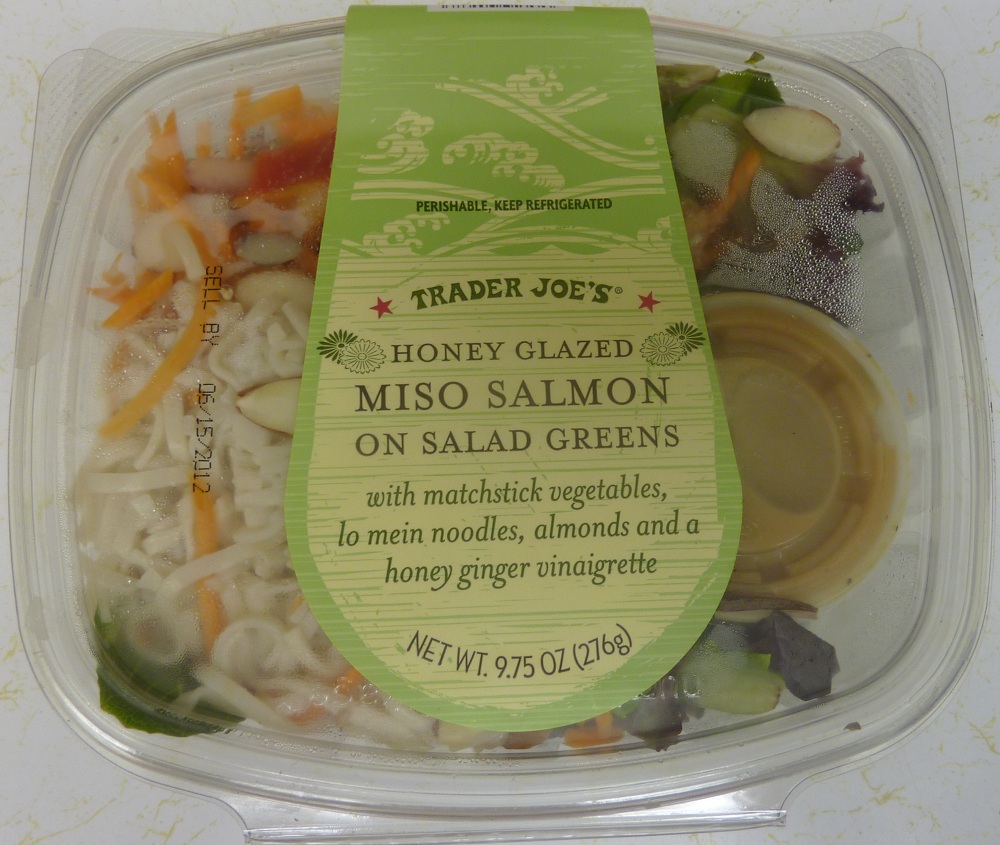 PERISHABLE, KEEP REFRIGERATED
TRADER JOE'S®
HONEY GLAZED
MISO SALMON
ON SALAD GREENS
with matchstick vegetables,
lo mein noodles, almonds and a
honey ginger vinaigrette
NET WT. 9.75 OZ (276g)
SELL BY 06/15/2012